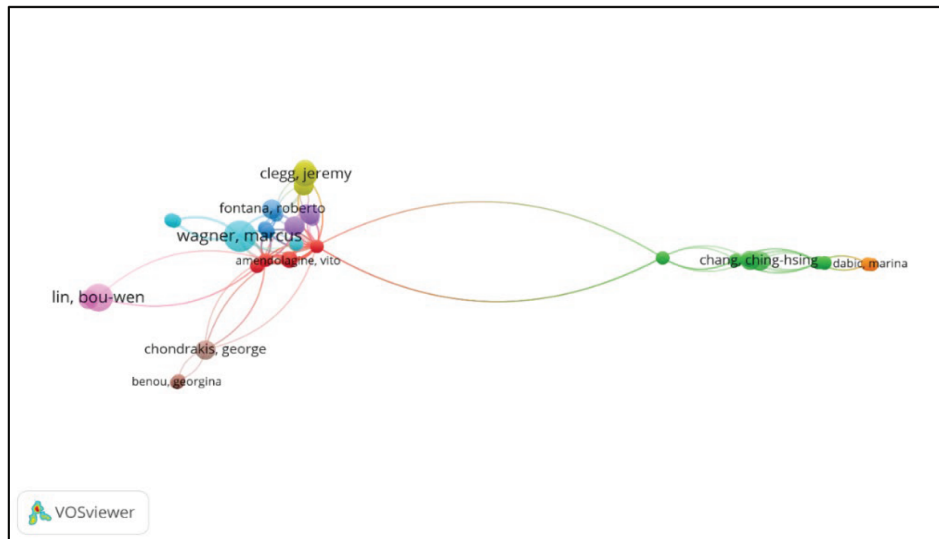 clegg, jeremy
fontana, roberto
wagner, marcus
amendolagine, vito
chang, ching-hsing
dabic, marina
lin, bou-wen
chondrakis, george
benou, georgina
VOSviewer